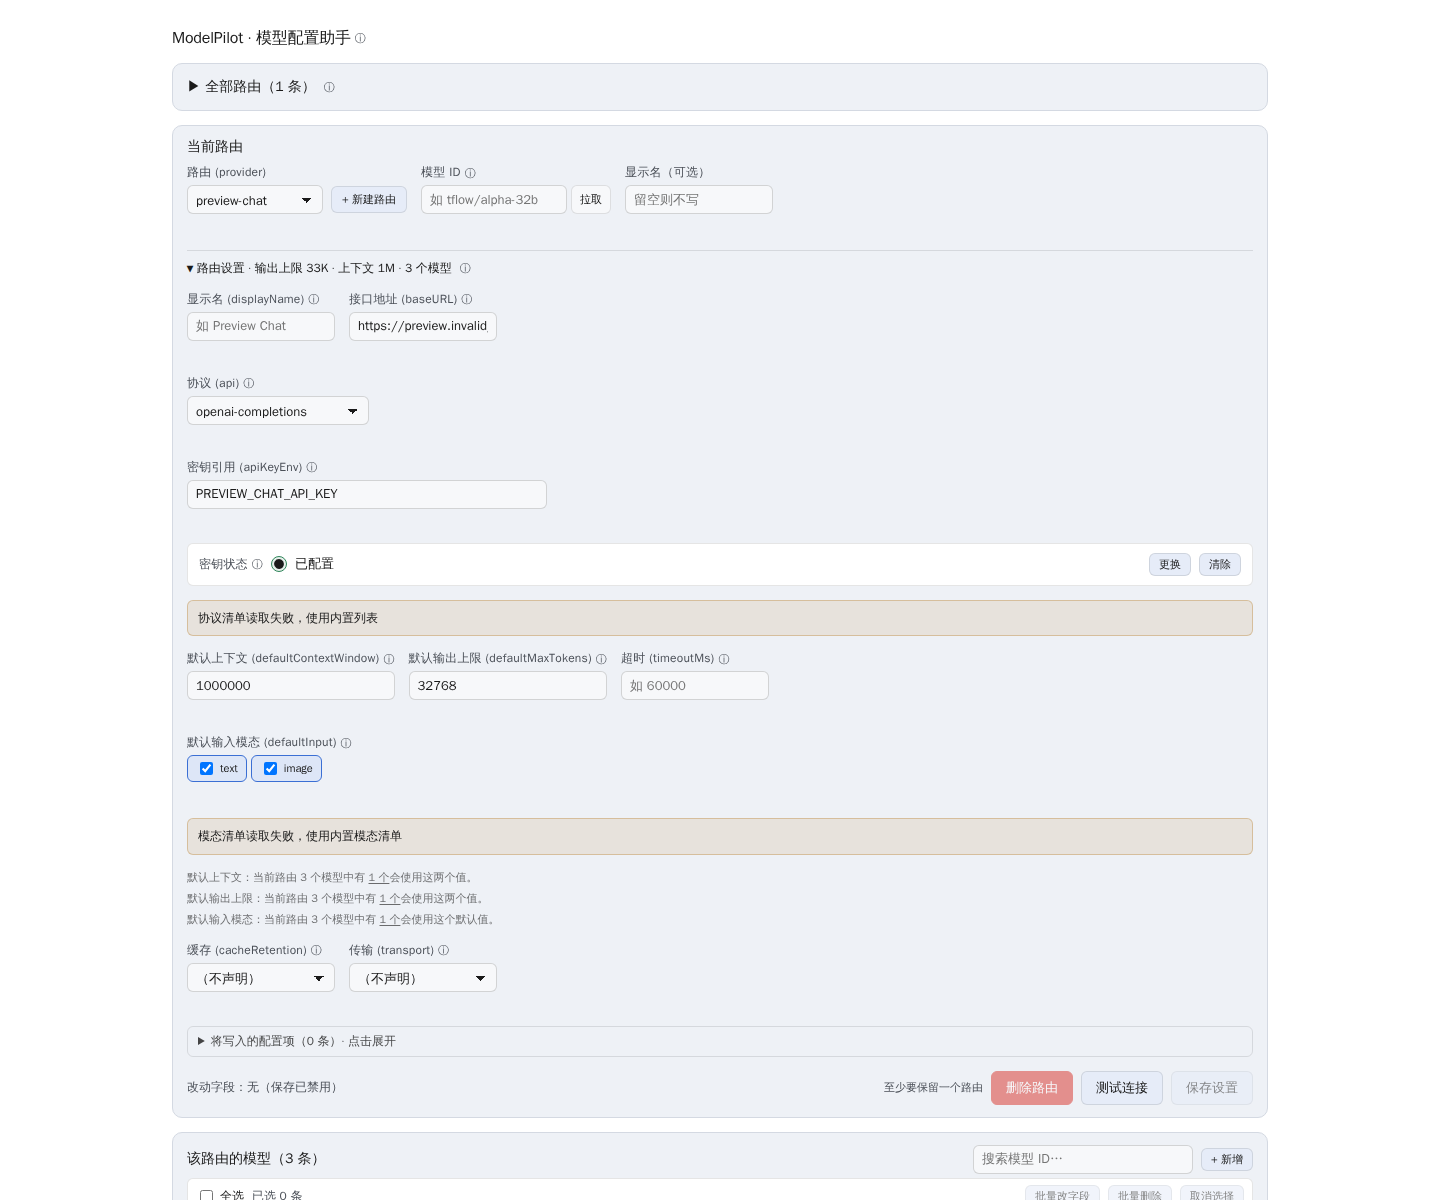 ModelPilot · 模型配置助手 ⓘ
▶ 全部路由（1 条） ⓘ
当前路由
路由 (provider) 模型 ID ⓘ 显示名（可选）
preview-chat + 新建路由 如 tflow/alpha-32b 拉取 留空则不写
▼ 路由设置 · 输出上限 33K · 上下文 1M · 3 个模型 ⓘ
显示名 (displayName) ⓘ 接口地址 (baseURL) ⓘ
如 Preview Chat https://preview.invalid
协议 (api) ⓘ
openai-completions
密钥引用 (apiKeyEnv) ⓘ
PREVIEW_CHAT_API_KEY
密钥状态 ⓘ 已配置 更换 清除
协议清单读取失败，使用内置列表
默认上下文 (defaultContextWindow) ⓘ 默认输出上限 (defaultMaxTokens) ⓘ 超时 (timeoutMs) ⓘ
1000000 32768 如 60000
默认输入模态 (defaultInput) ⓘ
text image
模态清单读取失败，使用内置模态清单
默认上下文：当前路由 3 个模型中有 1 个会使用这两个值。
默认输出上限：当前路由 3 个模型中有 1 个会使用这两个值。
默认输入模态：当前路由 3 个模型中有 1 个会使用这个默认值。
缓存 (cacheRetention) ⓘ 传输 (transport) ⓘ
（不声明） （不声明）
▶ 将写入的配置项（0 条）· 点击展开
改动字段：无（保存已禁用） 至少要保留一个路由 删除路由 测试连接 保存设置
该路由的模型（3 条） 搜索模型 ID… + 新增
全选 已选 0 条 批量改字段 批量删除 取消选择